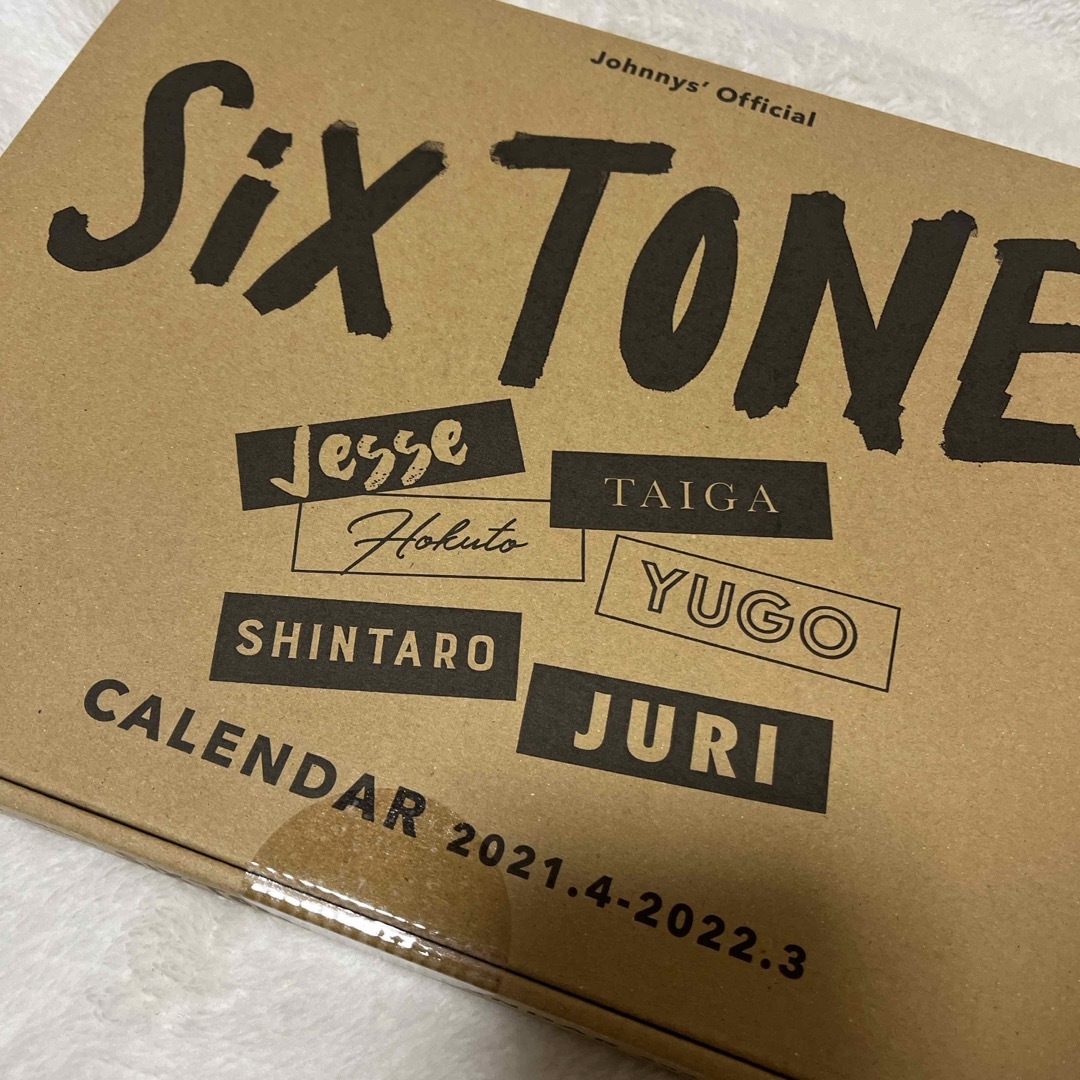 Johnnys' Official
SiXTONE
Jesse
TAIGA
Hokuto
YUGO
SHINTARO
JURI
CALENDAR 2021.4-2022.3